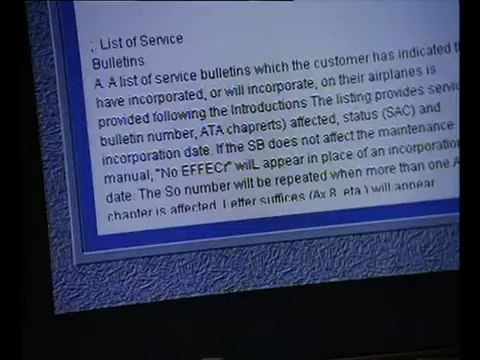 ; List of Service
Bulletins
A. A list of service bulletins which the customer has indicated
have incorporated, or will incorporate, on their airplanes is
provided following the Introductions The listing provides servic
bulletin number, ATA chaprerts) affected, status (SAC) and
incorporation date. If the SB does not affect the maintenance
manual, "No EFFECr" wilL appear in place of an incorporation
date. The So number will be repeated when more than one A
chapter is affected. Letter suffices (Ax B, eta.) will appear